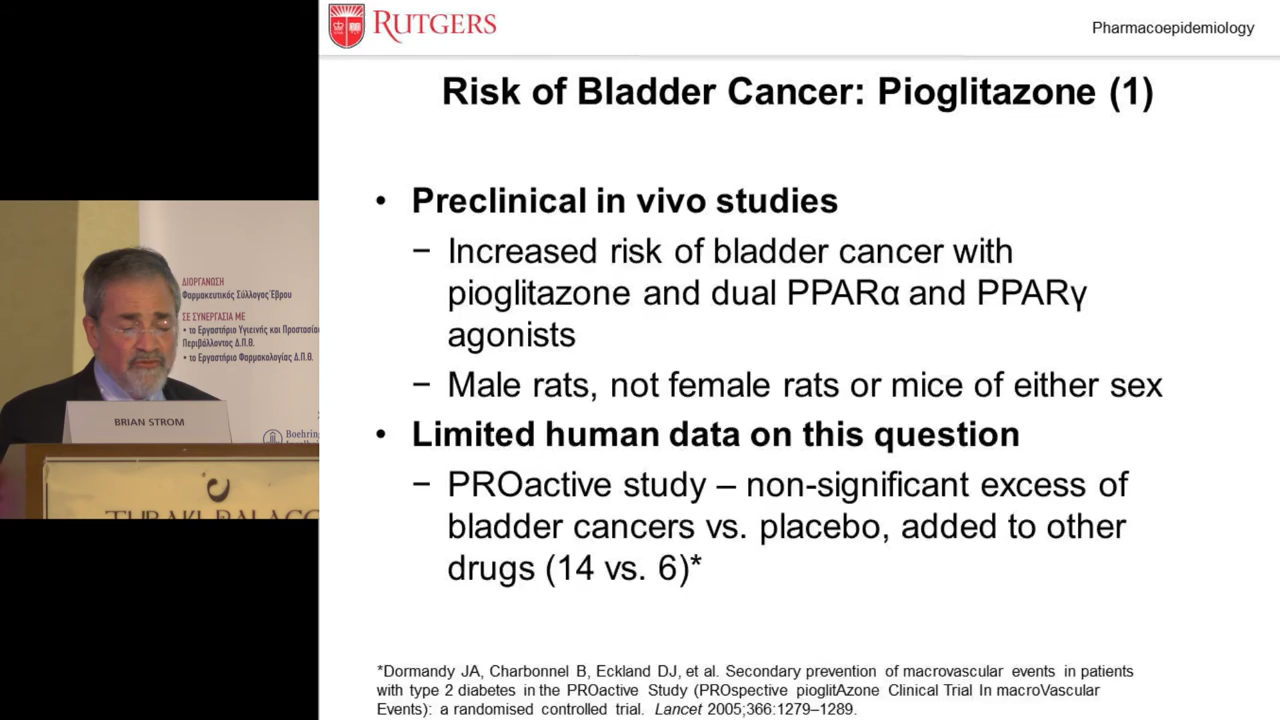 RUTGERS
Pharmacoepidemiology
Risk of Bladder Cancer: Pioglitazone (1)
• Preclinical in vivo studies
− Increased risk of bladder cancer with
pioglitazone and dual PPARα and PPARγ
agonists
− Male rats, not female rats or mice of either sex
• Limited human data on this question
− PROactive study – non-significant excess of
bladder cancers vs. placebo, added to other
drugs (14 vs. 6)*
*Dormandy JA, Charbonnel B, Eckland DJ, et al. Secondary prevention of macrovascular events in patients
with type 2 diabetes in the PROactive Study (PROspective pioglitAzone Clinical Trial In macroVascular
Events): a randomised controlled trial. Lancet 2005;366:1279–1289.
ΔΙΟΡΓΑΝΩΣΗ
Φαρμακευτικός Σύλλογος Έβρου
ΣΕ ΣΥΝΕΡΓΑΣΙΑ ΜΕ
• το Εργαστήριο Υγιεινής και Προστασίας
Περιβάλλοντος Δ.Π.Θ.
• το Εργαστήριο Φαρμακολογίας Δ.Π.Θ.
BRIAN STROM
Boehring